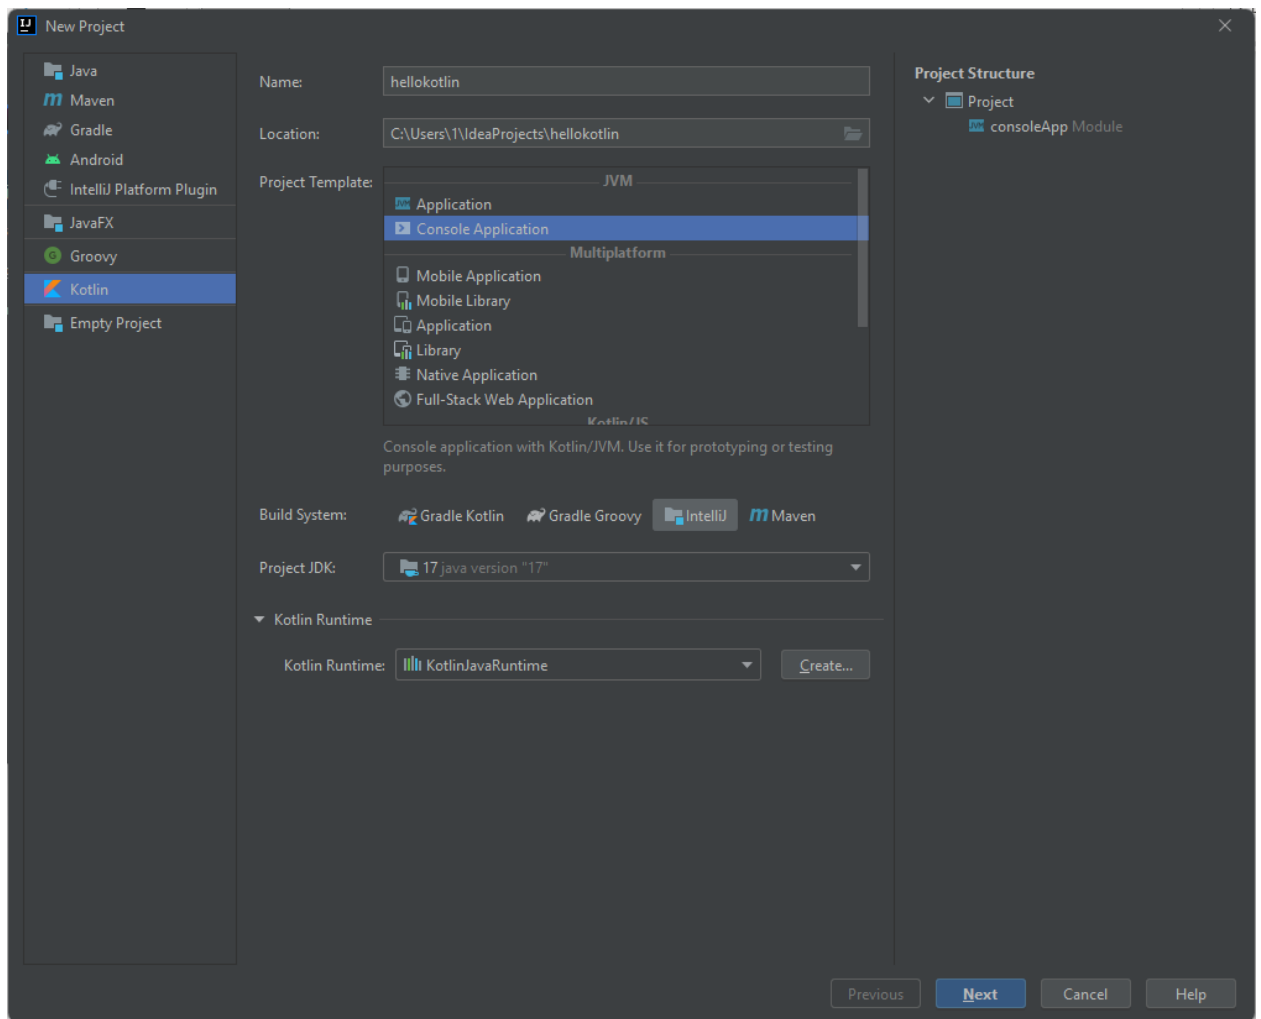 New Project
Java
Maven
Gradle
Android
IntelliJ Platform Plugin
JavaFX
Groovy
Kotlin
Empty Project
Name: hellokotlin
Location: C:\Users\1\IdeaProjects\hellokotlin
Project Template:
JVM
Application
Console Application
Multiplatform
Mobile Application
Mobile Library
Application
Library
Native Application
Full-Stack Web Application
Kotlin/JS
Console application with Kotlin/JVM. Use it for prototyping or testing
purposes.
Build System: Gradle Kotlin Gradle Groovy IntelliJ Maven
Project JDK: 17 java version "17"
Kotlin Runtime
Kotlin Runtime: KotlinJavaRuntime Create...
Project Structure
Project
consoleApp Module
Previous Next Cancel Help